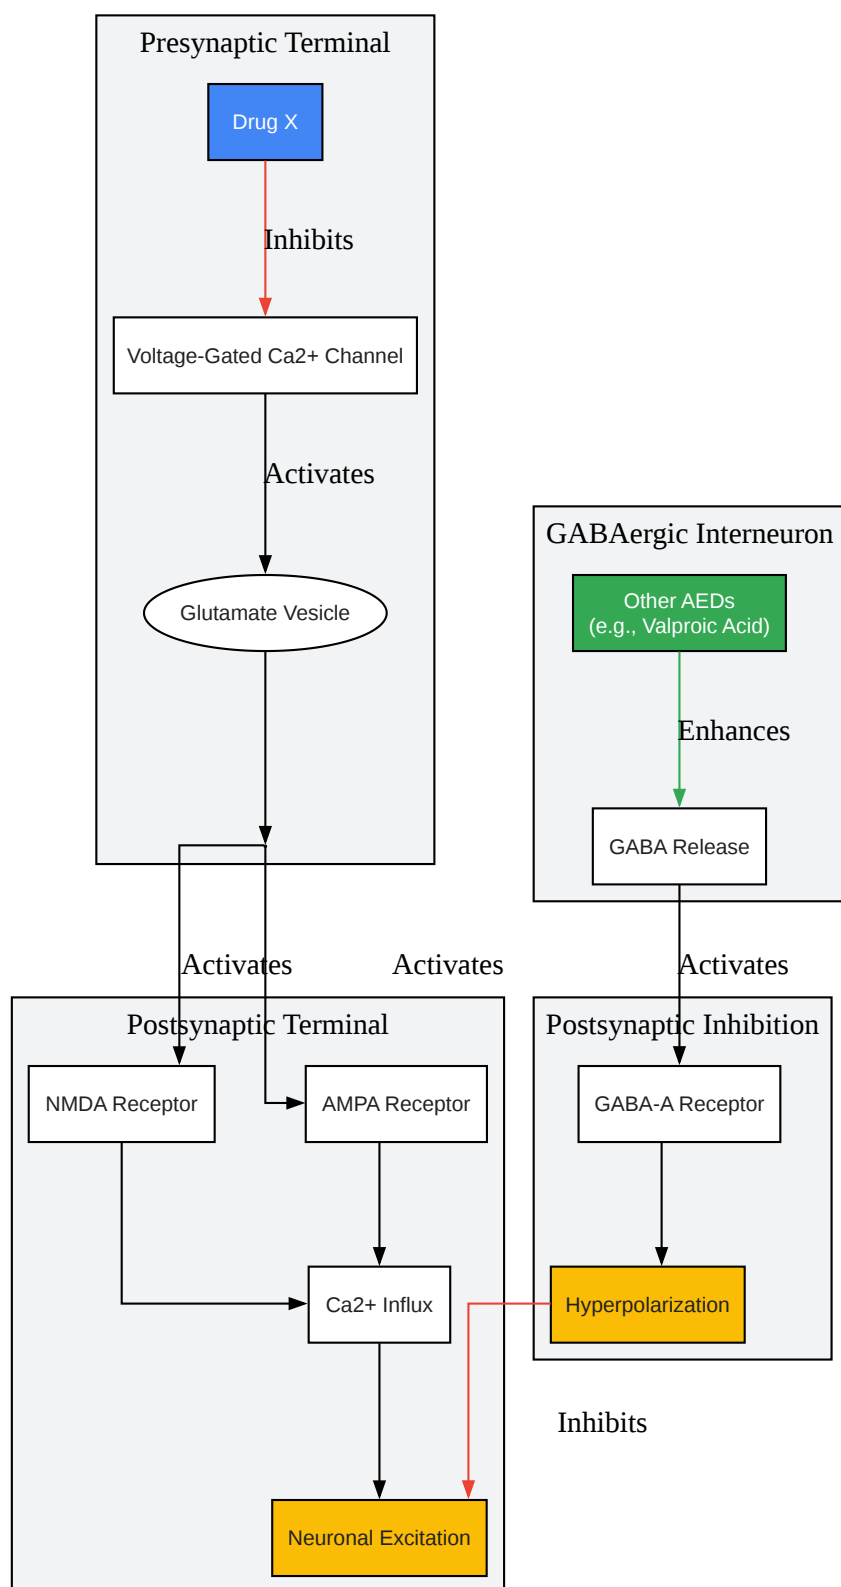 Presynaptic Terminal
Drug X
Inhibits
Voltage-Gated Ca2+ Channel
Activates
Glutamate Vesicle
GABAergic Interneuron
Other AEDs
(e.g., Valproic Acid)
Enhances
GABA Release
Activates
Activates
Activates
Postsynaptic Terminal
Postsynaptic Inhibition
NMDA Receptor
AMPA Receptor
GABA-A Receptor
Ca2+ Influx
Hyperpolarization
Inhibits
Neuronal Excitation